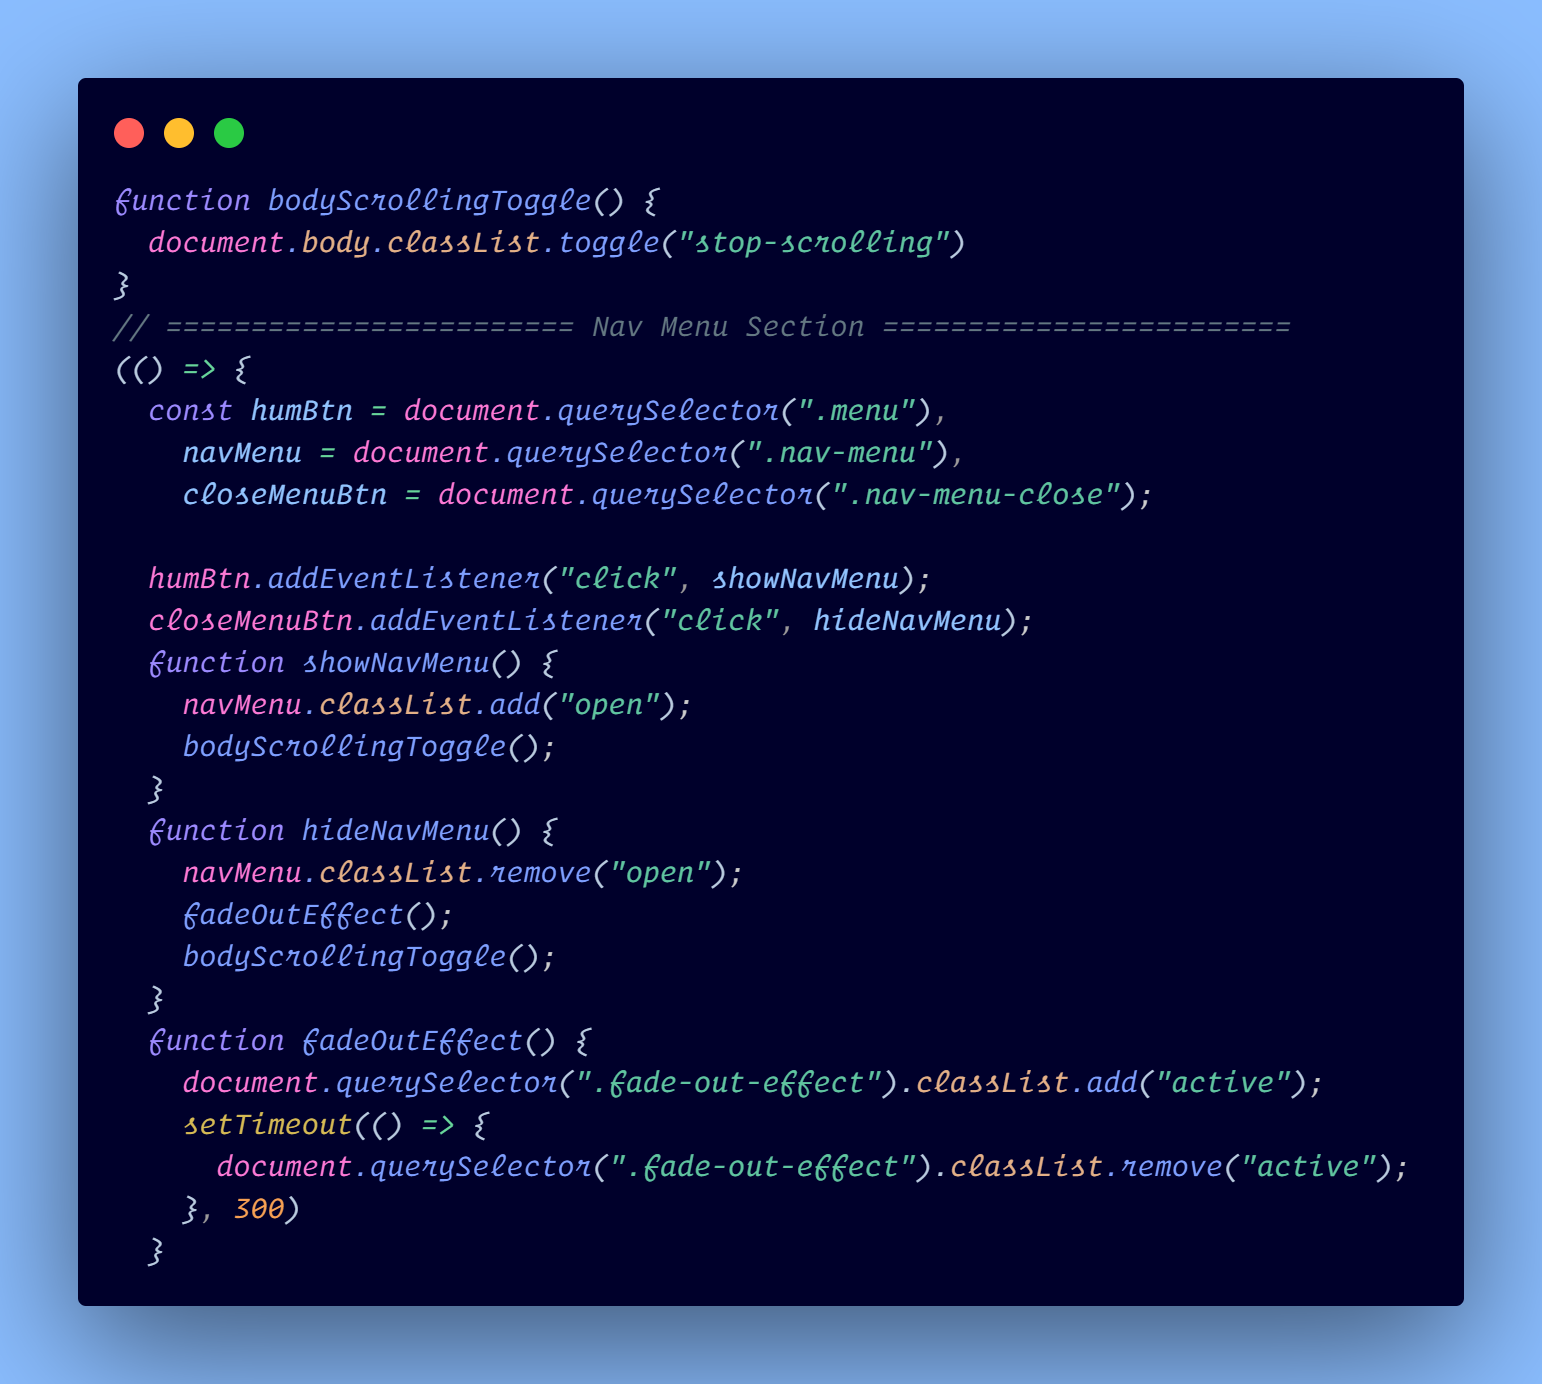 function bodyScrollingToggle() {
  document.body.classList.toggle("stop-scrolling")
}
// ======================== Nav Menu Section ========================
(() => {
  const humBtn = document.querySelector(".menu"),
    navMenu = document.querySelector(".nav-menu"),
    closeMenuBtn = document.querySelector(".nav-menu-close");

  humBtn.addEventListener("click", showNavMenu);
  closeMenuBtn.addEventListener("click", hideNavMenu);
  function showNavMenu() {
    navMenu.classList.add("open");
    bodyScrollingToggle();
  }
  function hideNavMenu() {
    navMenu.classList.remove("open");
    fadeOutEffect();
    bodyScrollingToggle();
  }
  function fadeOutEffect() {
    document.querySelector(".fade-out-effect").classList.add("active");
    setTimeout(() => {
      document.querySelector(".fade-out-effect").classList.remove("active");
    }, 300)
  }